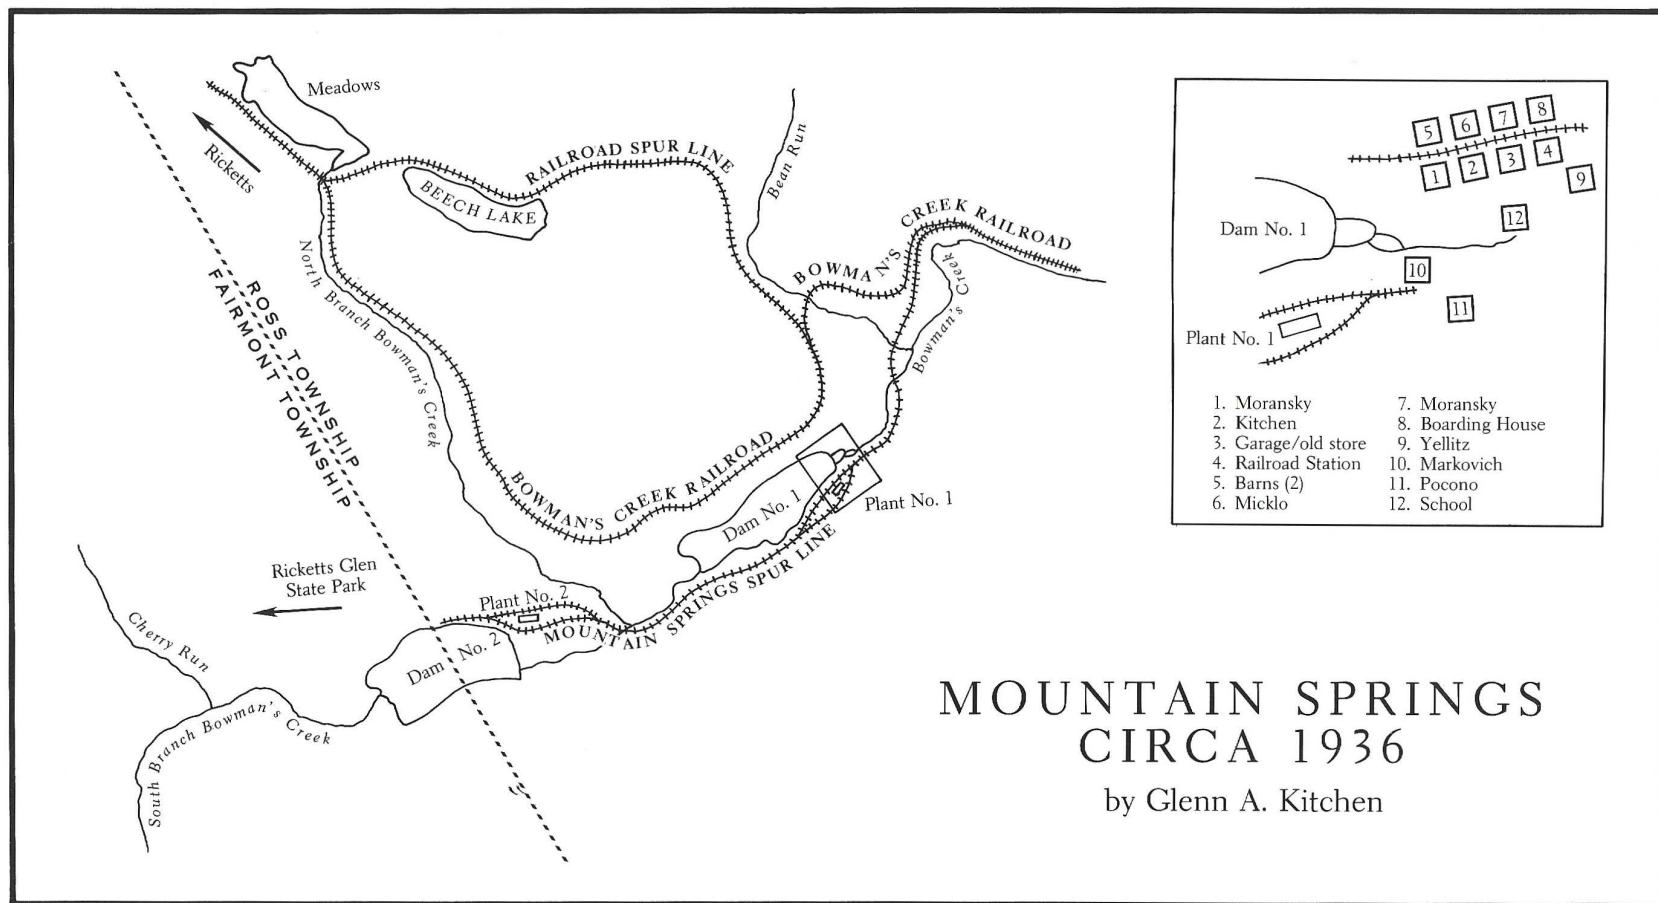 Meadows
Ricketts
RAILROAD SPUR LINE
BEECH LAKE
Bean Run
BOWMAN'S CREEK RAILROAD
Bowman's Creek
North Branch Bowman's Creek
ROSS TOWNSHIP
FAIRMONT TOWNSHIP
BOWMAN'S CREEK RAILROAD
Dam No. 1
Plant No. 1
MOUNTAIN SPRINGS SPUR LINE
Ricketts Glen
State Park
Plant No. 2
Dam No. 2
Cherry Run
South Branch Bowman's Creek
5 6 7 8
1 2 3 4
9
12
Dam No. 1
10
11
Plant No. 1
1. Moransky
2. Kitchen
3. Garage/old store
4. Railroad Station
5. Barns (2)
6. Micklo
7. Moransky
8. Boarding House
9. Yellitz
10. Markovich
11. Pocono
12. School
MOUNTAIN SPRINGS
CIRCA 1936
by Glenn A. Kitchen